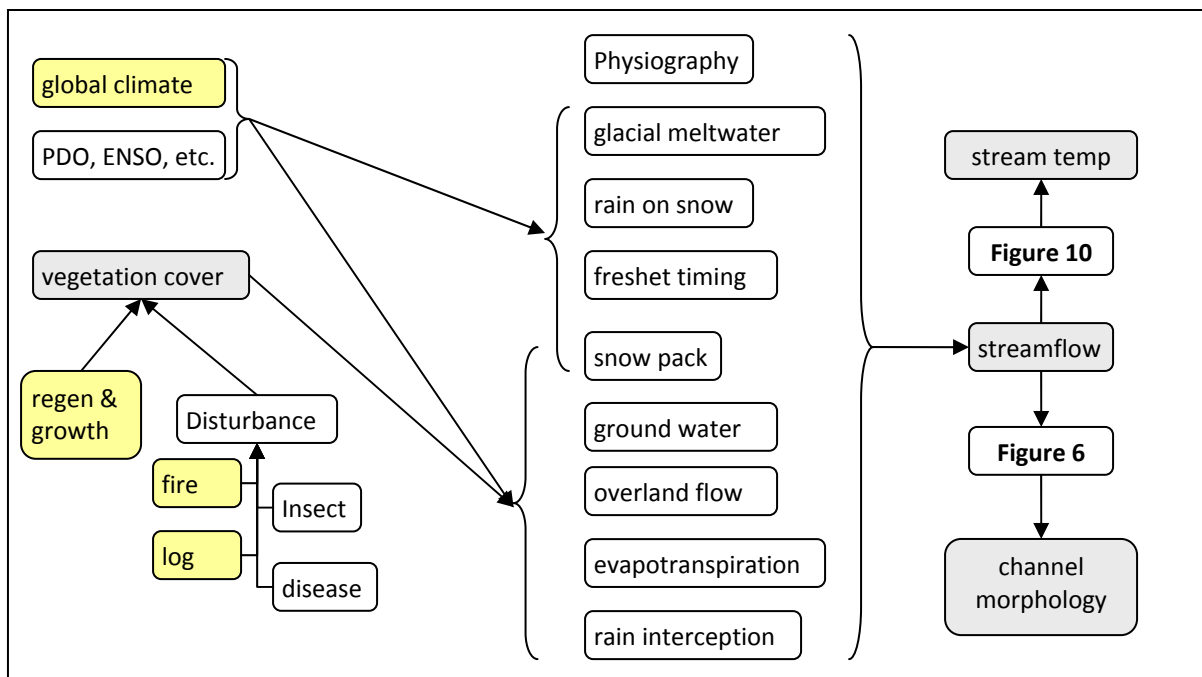 global climate
PDO, ENSO, etc.
vegetation cover
regen &
growth
Disturbance
fire
Insect
log
disease
Physiography
glacial meltwater
rain on snow
freshet timing
snow pack
ground water
overland flow
evapotranspiration
rain interception
stream temp
Figure 10
streamflow
Figure 6
channel
morphology